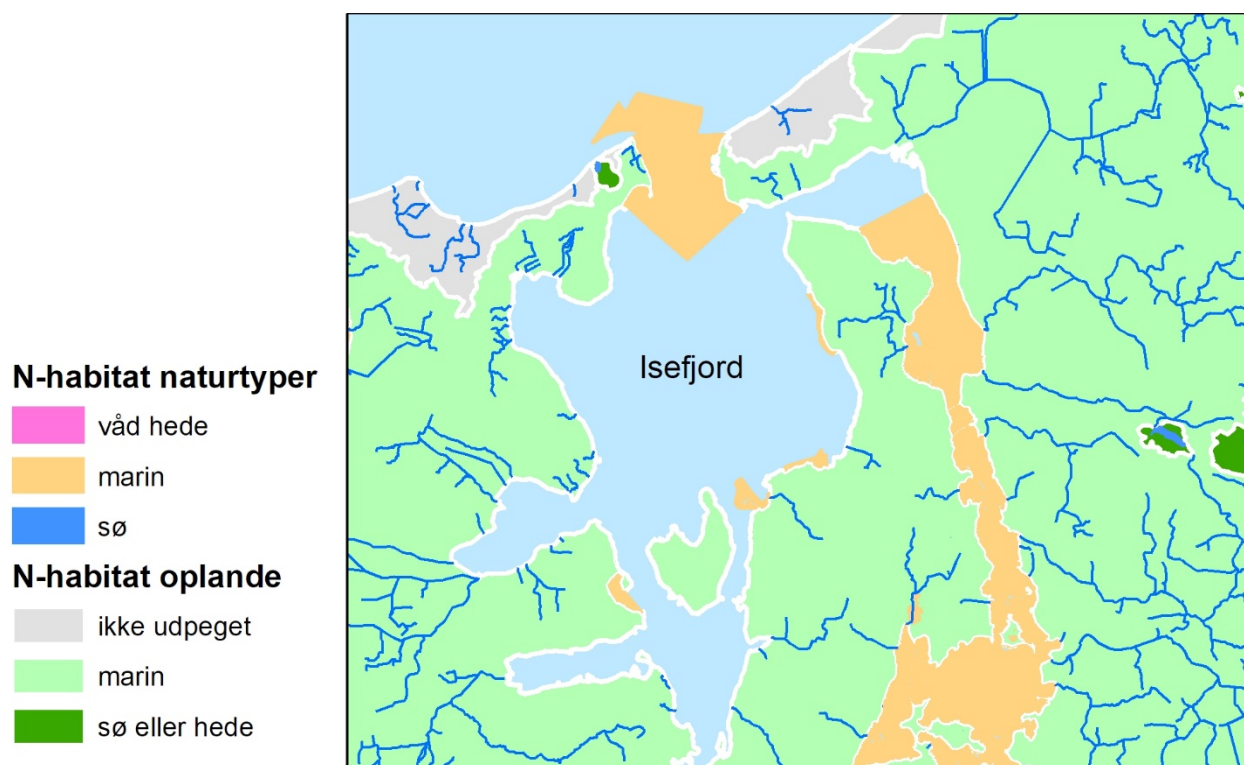 N-habitat naturtyper
våd hede
marin
sø
N-habitat oplande
ikke udpeget
marin
sø eller hede
Isefjord